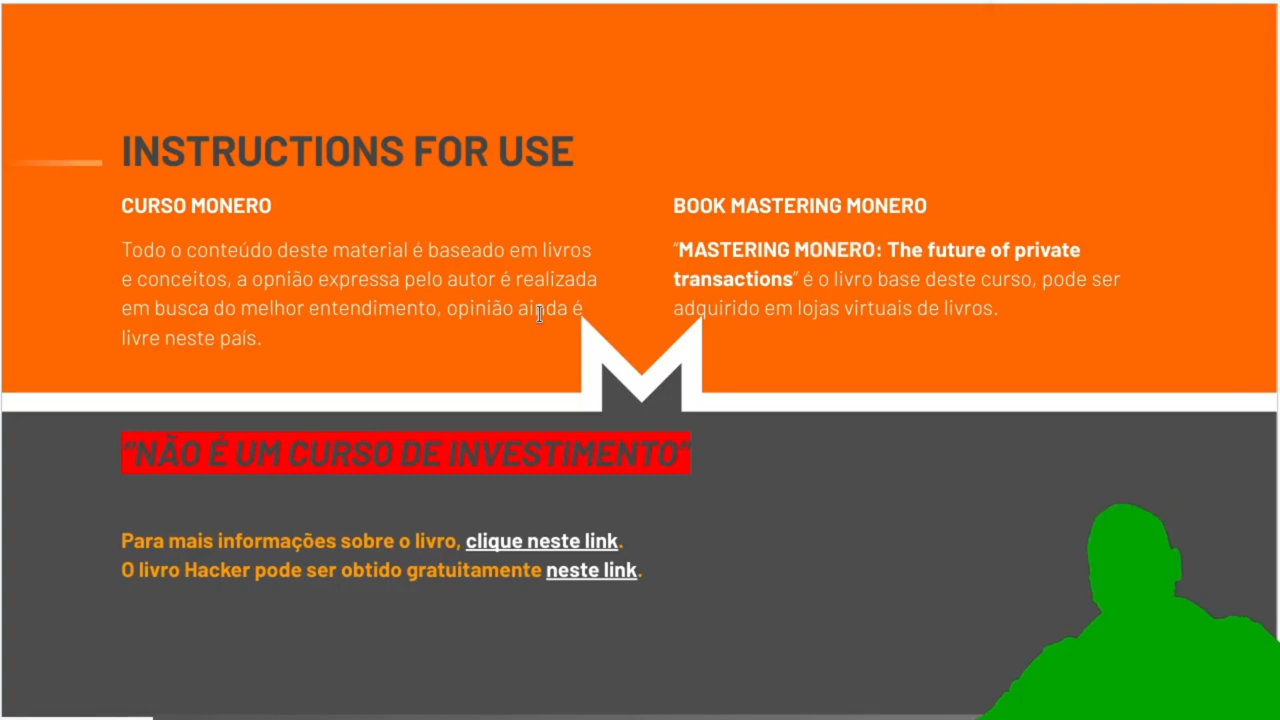 INSTRUCTIONS FOR USE
CURSO MONERO
Todo o conteúdo deste material é baseado em livros
e conceitos, a opnião expressa pelo autor é realizada
em busca do melhor entendimento, opinião ainda é
livre neste país.
BOOK MASTERING MONERO
“MASTERING MONERO: The future of private
transactions” é o livro base deste curso, pode ser
adquirido em lojas virtuais de livros.
“NÃO É UM CURSO DE INVESTIMENTO”
Para mais informações sobre o livro, clique neste link.
O livro Hacker pode ser obtido gratuitamente neste link.